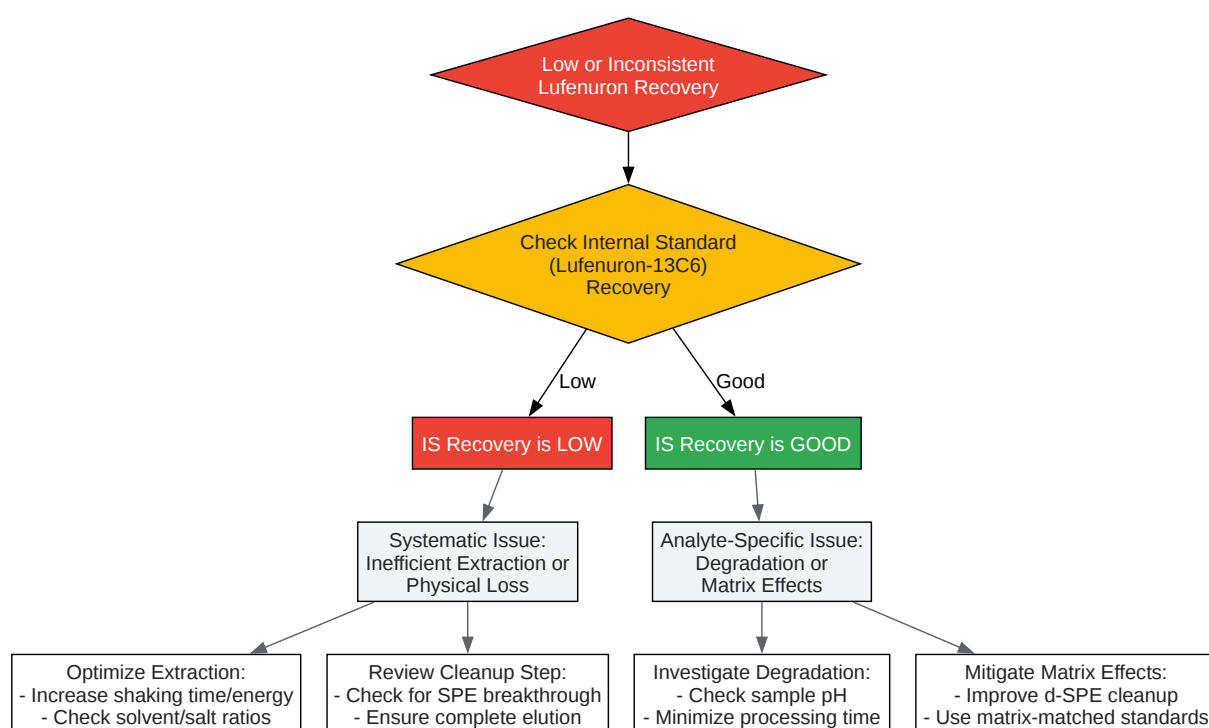 Low or Inconsistent
Lufenuron Recovery
Check Internal Standard
(Lufenuron-13C6)
Recovery
Low
Good
IS Recovery is LOW
IS Recovery is GOOD
Systematic Issue:
Inefficient Extraction or
Physical Loss
Analyte-Specific Issue:
Degradation or
Matrix Effects
Optimize Extraction:
- Increase shaking time/energy
- Check solvent/salt ratios
Review Cleanup Step:
- Check for SPE breakthrough
- Ensure complete elution
Investigate Degradation:
- Check sample pH
- Minimize processing time
Mitigate Matrix Effects:
- Improve d-SPE cleanup
- Use matrix-matched standards